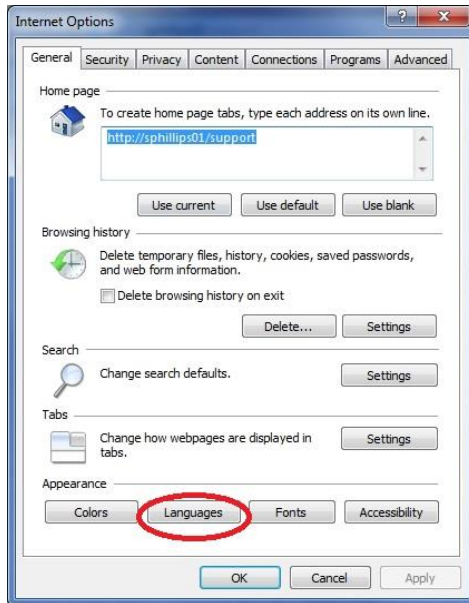 Internet Options
General Security Privacy Content Connections Programs Advanced
Home page
To create home page tabs, type each address on its own line.
http://sphillips01/support
Use current Use default Use blank
Browsing history
Delete temporary files, history, cookies, saved passwords,
and web form information.
Delete browsing history on exit
Delete... Settings
Search
Change search defaults. Settings
Tabs
Change how webpages are displayed in
tabs. Settings
Appearance
Colors Languages Fonts Accessibility
OK Cancel Apply